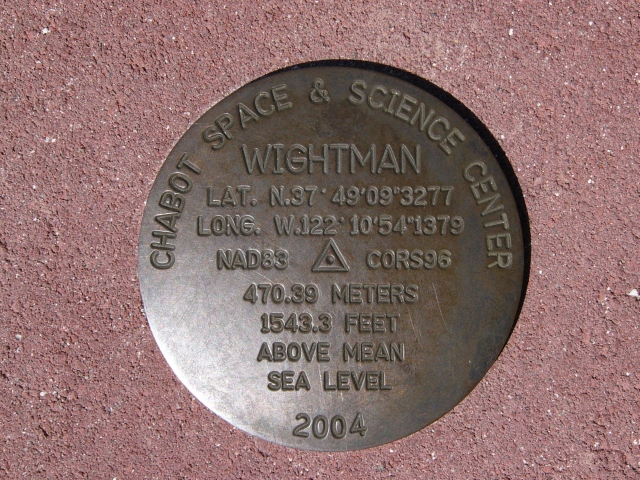 CHABOT SPACE & SCIENCE CENTER
WIGHTMAN
LAT. N.37° 49'09"3277
LONG. W.122° 10'54"1379
NAD83 CORS96
470.39 METERS
1543.3 FEET
ABOVE MEAN
SEA LEVEL
2004